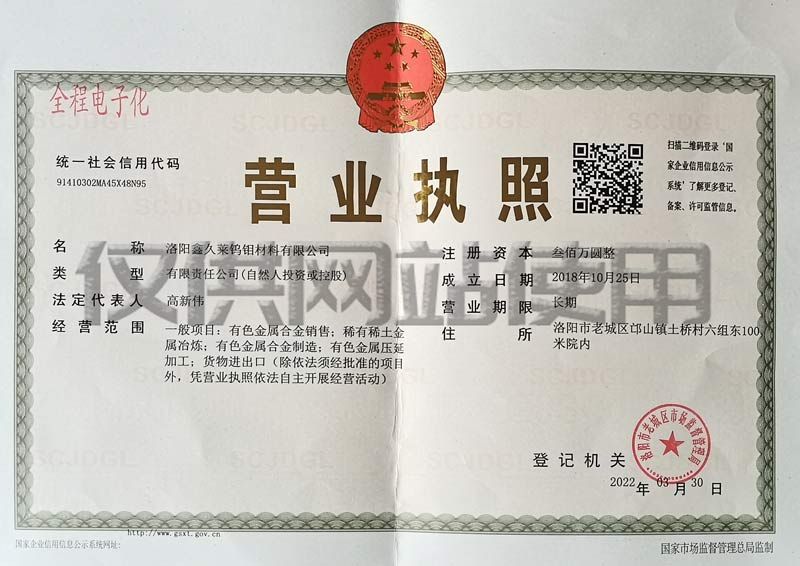 全程电子化
SCJDGL
统一社会信用代码
91410302MA45X48N95
营业执照
扫描二维码登录‘国
家企业信用信息公示
系统’了解更多登记、
备案、许可监管信息。
名 称 洛阳鑫久莱钨钼材料有限公司
类 型 有限责任公司(自然人投资或控股)
法定代表人 高新伟
经营范围 一般项目：有色金属合金销售；稀有稀土金
属冶炼；有色金属合金制造；有色金属压延
加工；货物进出口（除依法须经批准的项目
外，凭营业执照依法自主开展经营活动）
注册资本 叁佰万圆整
成立日期 2018年10月25日
营业期限 长期
住 所 洛阳市老城区邙山镇土桥村六组东100
米院内
仅供网站使用
登记机关
洛阳市老城区市场监督管理局
2022年 03月 30日
http://www.gsxt.gov.cn
国家企业信用信息公示系统网址:
国家市场监督管理总局监制